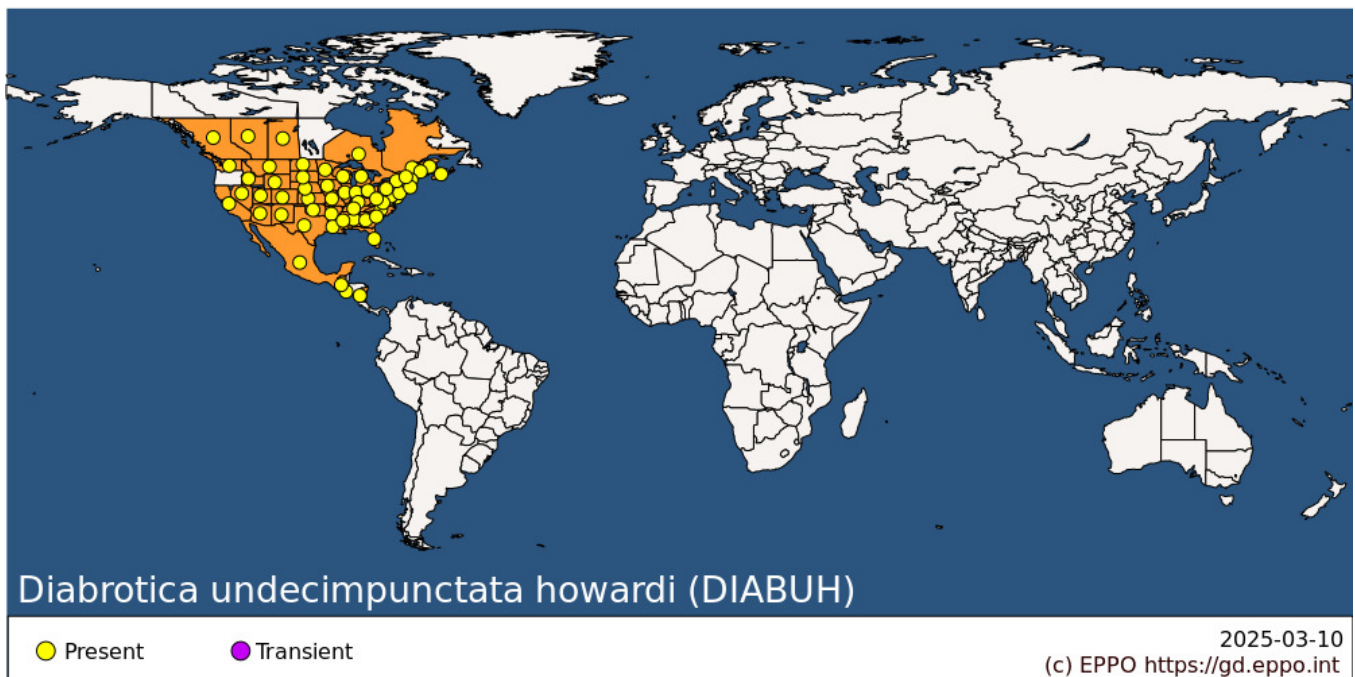 Diabrotica undecimpunctata howardi (DIABUH)
Present
Transient
2025-03-10
(c) EPPO https://gd.eppo.int